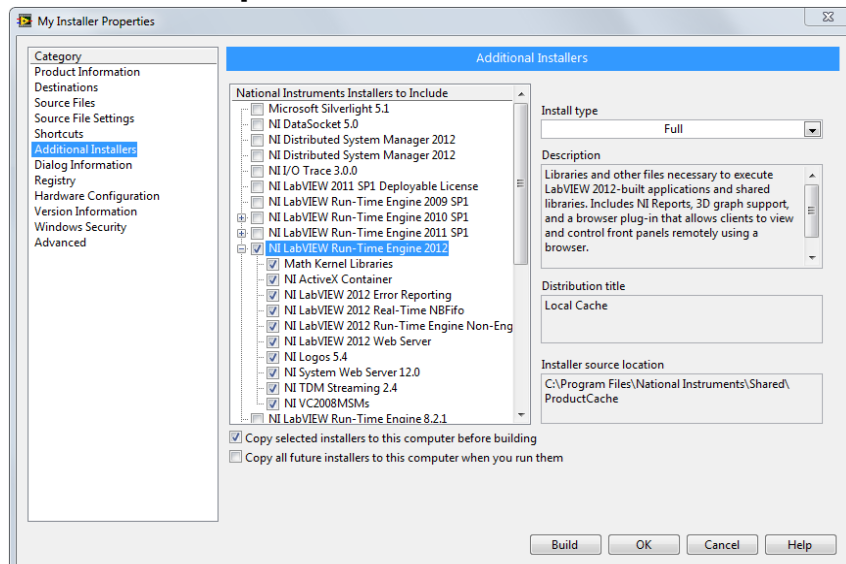 My Installer Properties
Category
Product Information
Destinations
Source Files
Source File Settings
Shortcuts
Additional Installers
Dialog Information
Registry
Hardware Configuration
Version Information
Windows Security
Advanced
Additional Installers
National Instruments Installers to Include
Microsoft Silverlight 5.1
NI DataSocket 5.0
NI Distributed System Manager 2012
NI Distributed System Manager 2012
NI I/O Trace 3.0.0
NI LabVIEW 2011 SP1 Deployable License
NI LabVIEW Run-Time Engine 2009 SP1
NI LabVIEW Run-Time Engine 2010 SP1
NI LabVIEW Run-Time Engine 2011 SP1
NI LabVIEW Run-Time Engine 2012
Math Kernel Libraries
NI ActiveX Container
NI LabVIEW 2012 Error Reporting
NI LabVIEW 2012 Real-Time NBFifo
NI LabVIEW 2012 Run-Time Engine Non-Eng
NI LabVIEW 2012 Web Server
NI Logos 5.4
NI System Web Server 12.0
NI TDM Streaming 2.4
NI VC2008MSMs
NI LabVIEW Run-Time Engine 8.2.1
Copy selected installers to this computer before building
Copy all future installers to this computer when you run them
Install type
Full
Description
Libraries and other files necessary to execute
LabVIEW 2012-built applications and shared
libraries. Includes NI Reports, 3D graph support,
and a browser plug-in that allows clients to view
and control front panels remotely using a
browser.
Distribution title
Local Cache
Installer source location
C:\Program Files\National Instruments\Shared\
ProductCache
Build
OK
Cancel
Help